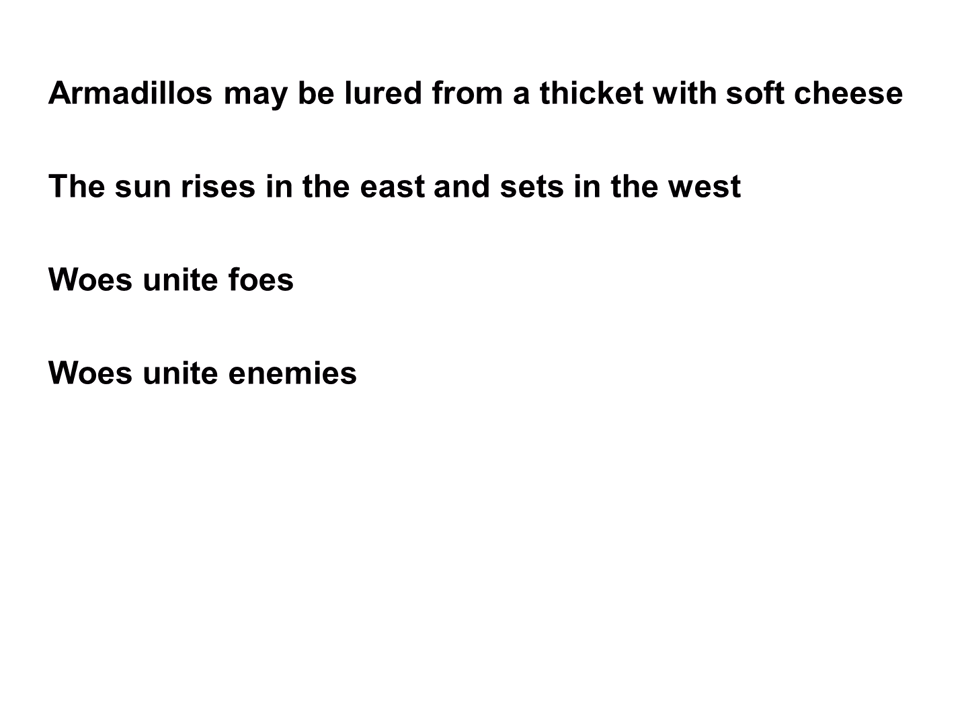 Armadillos may be lured from a thicket with soft cheese
The sun rises in the east and sets in the west
Woes unite foes
Woes unite enemies